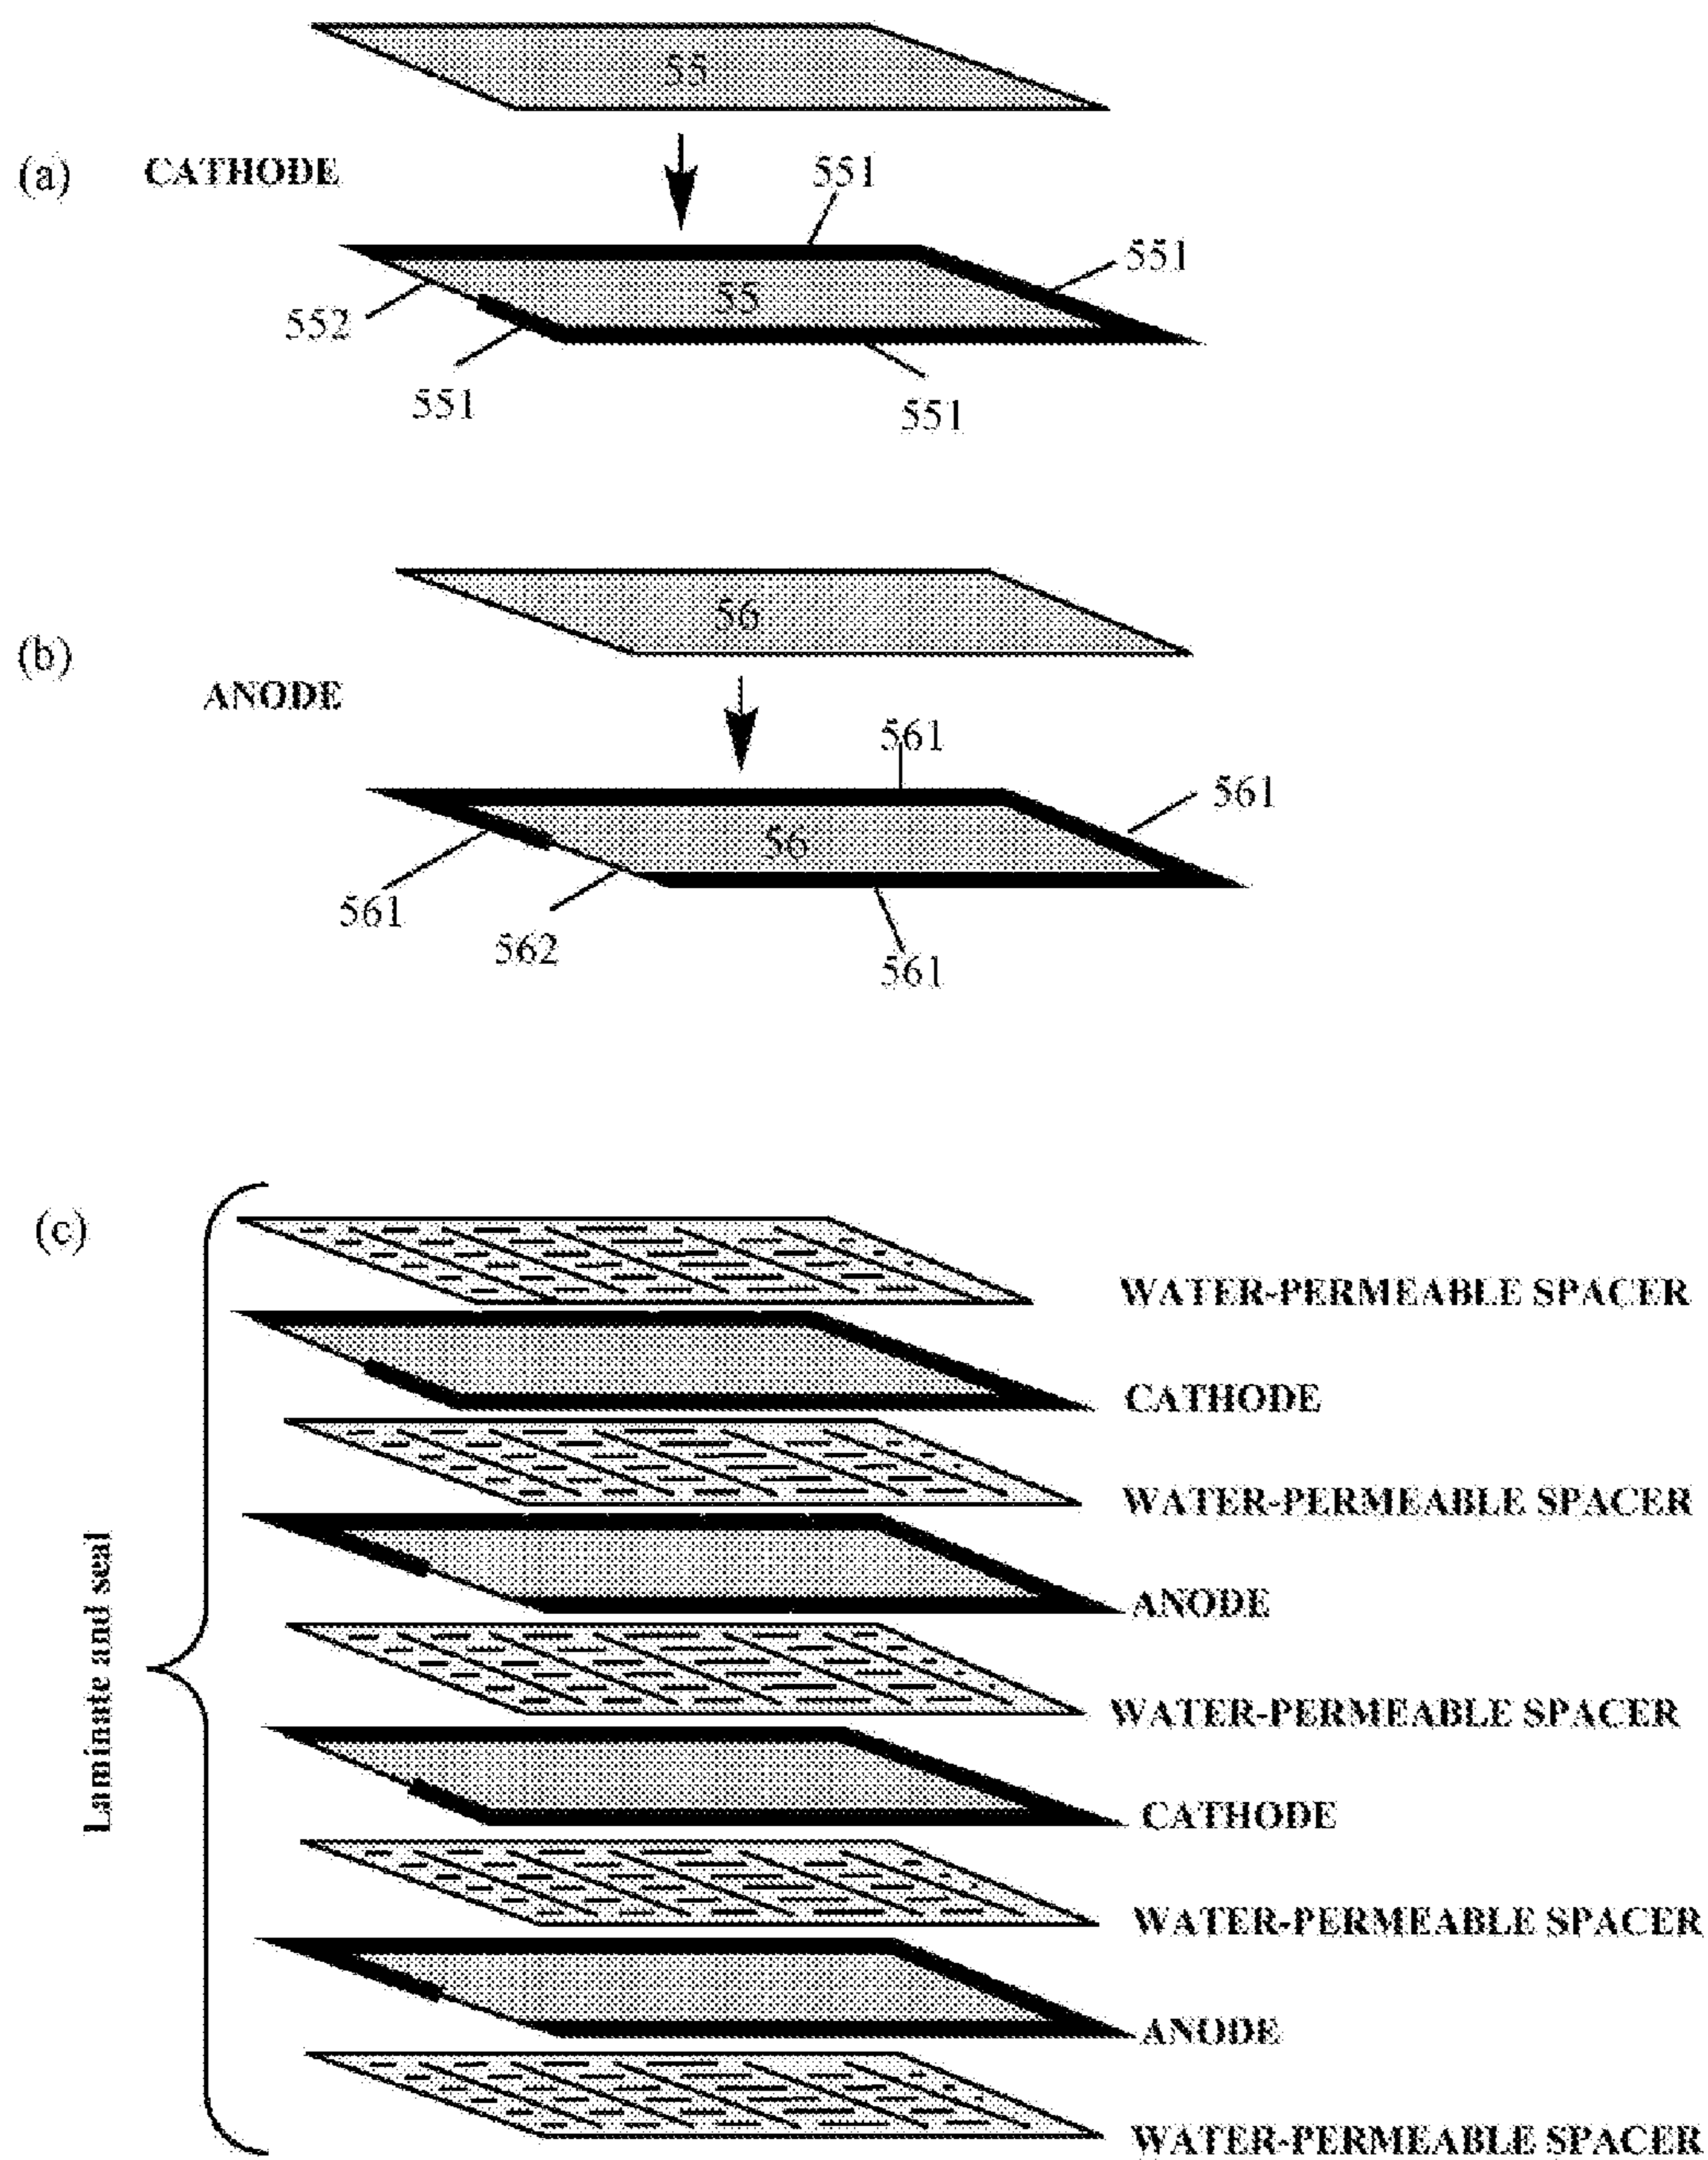 55
(a) CATHODE
551
551
55
552
551
551
56
(b)
ANODE
561
561
56
561
562
561
(c)
WATER-PERMEABLE SPACER
CATHODE
WATER-PERMEABLE SPACER
ANODE
Laminate and seal
WATER-PERMEABLE SPACER
CATHODE
WATER-PERMEABLE SPACER
ANODE
WATER-PERMEABLE SPACER